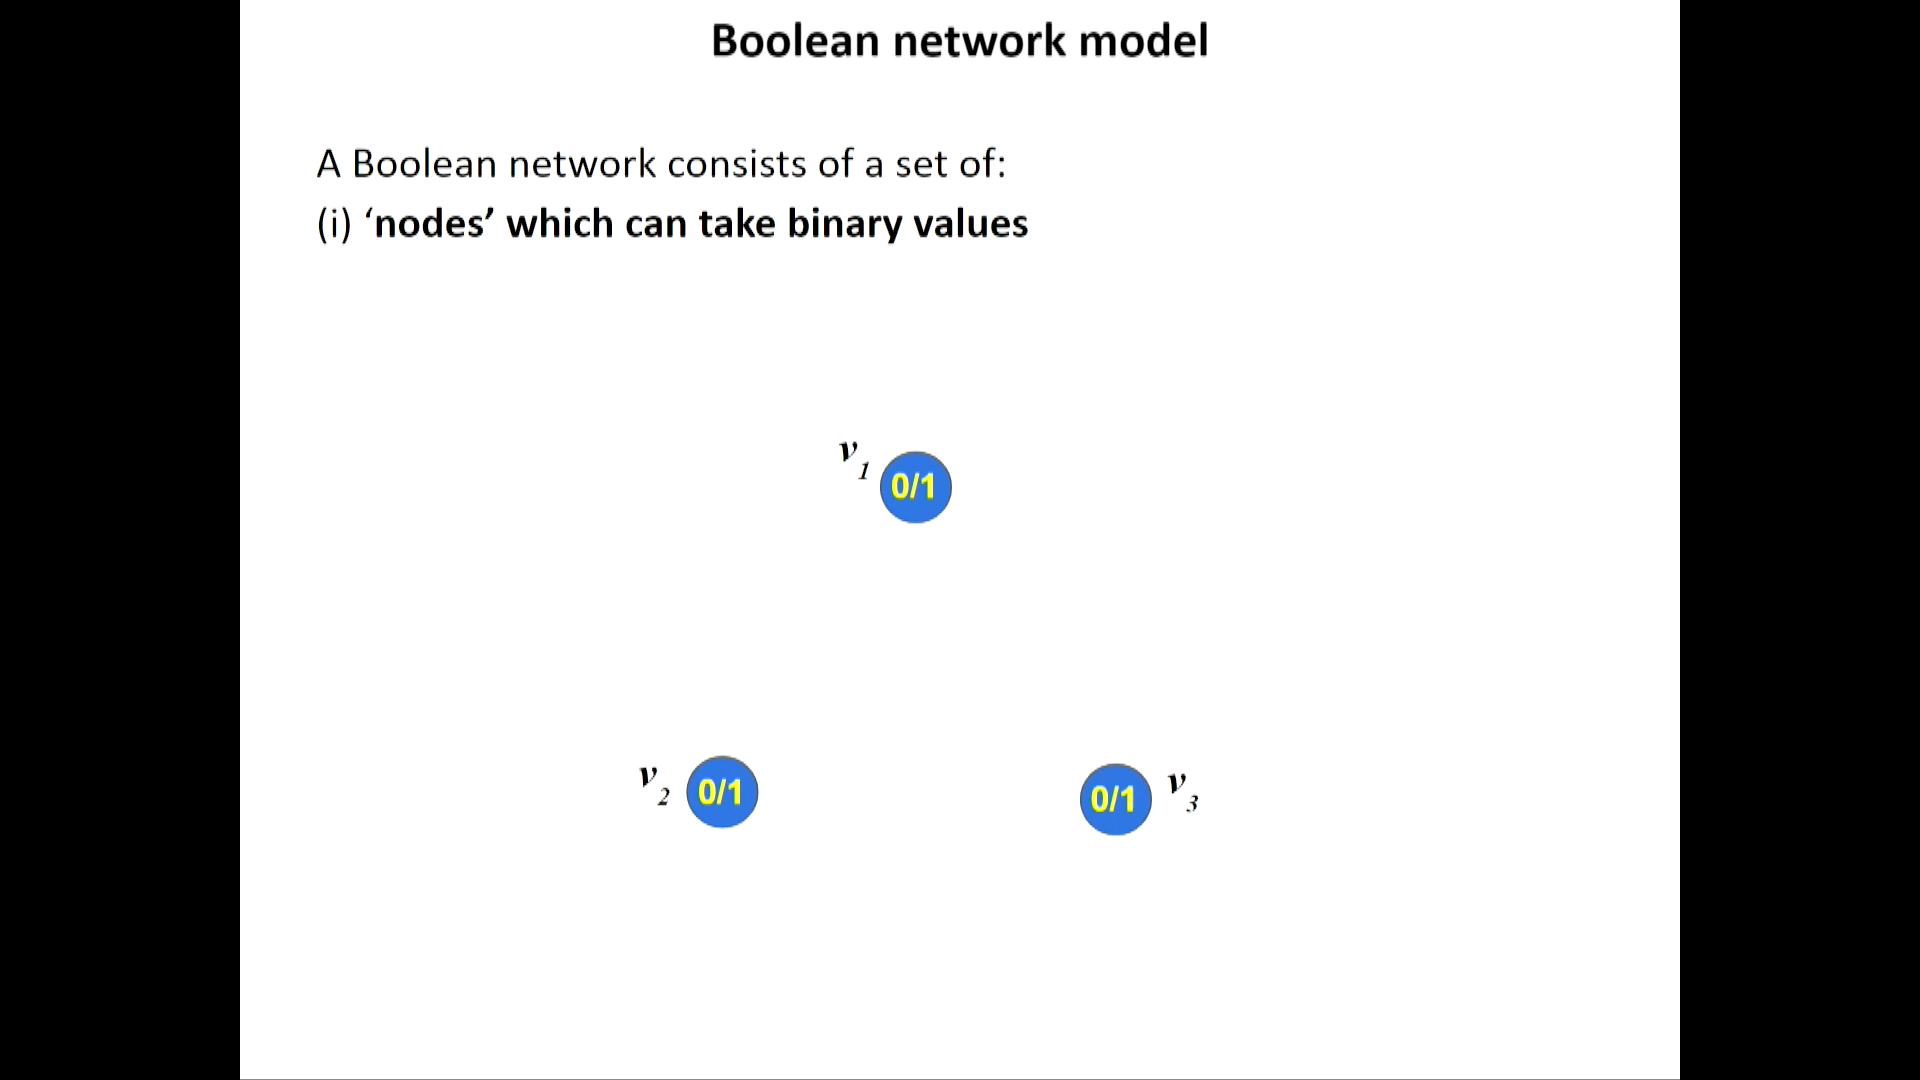 Boolean network model
A Boolean network consists of a set of:
(i) ‘nodes’ which can take binary values
v1
0/1
v2
0/1
0/1
v3